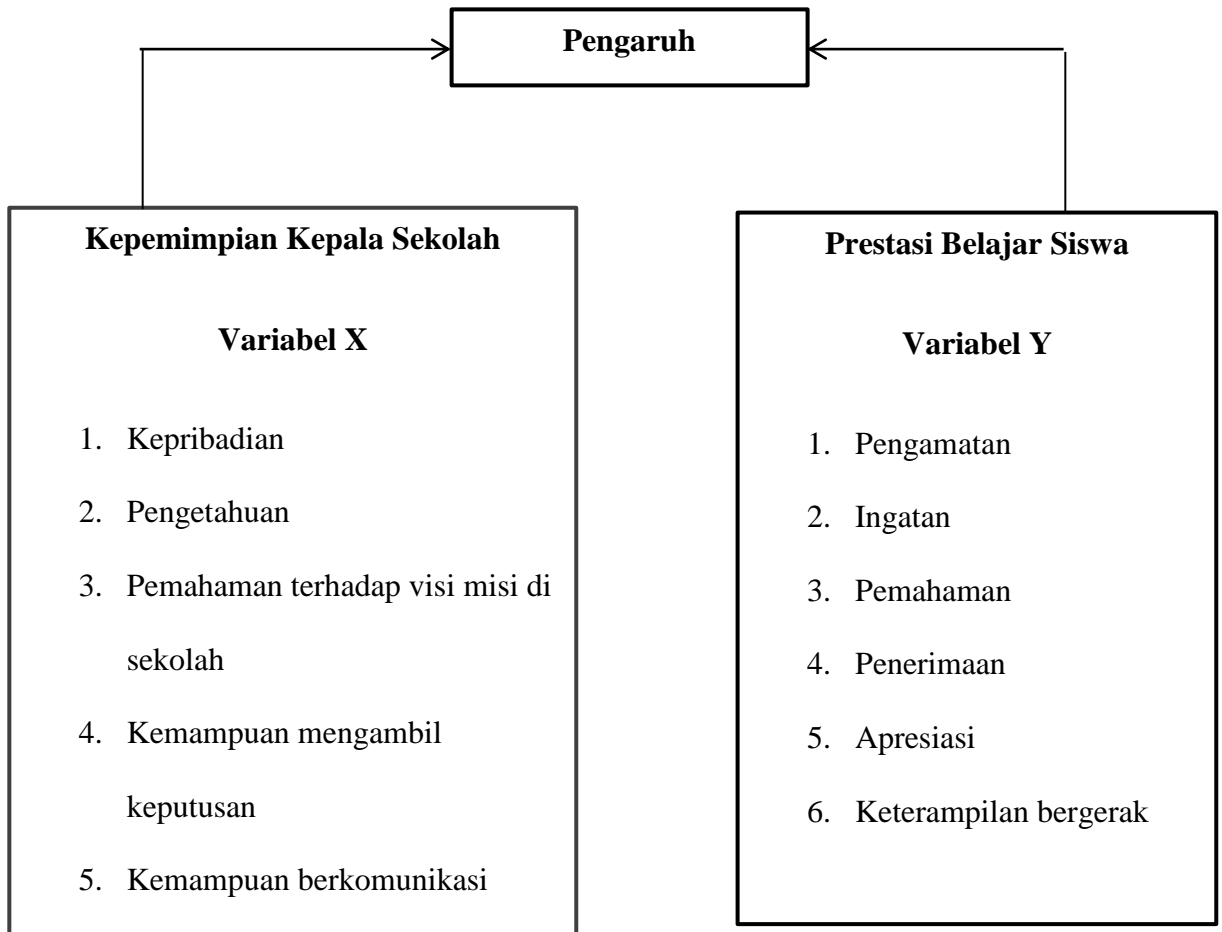 Pengaruh
Kepemimpian Kepala Sekolah
Variabel X
1. Kepribadian
2. Pengetahuan
3. Pemahaman terhadap visi misi di
sekolah
4. Kemampuan mengambil
keputusan
5. Kemampuan berkomunikasi
Prestasi Belajar Siswa
Variabel Y
1. Pengamatan
2. Ingatan
3. Pemahaman
4. Penerimaan
5. Apresiasi
6. Keterampilan bergerak